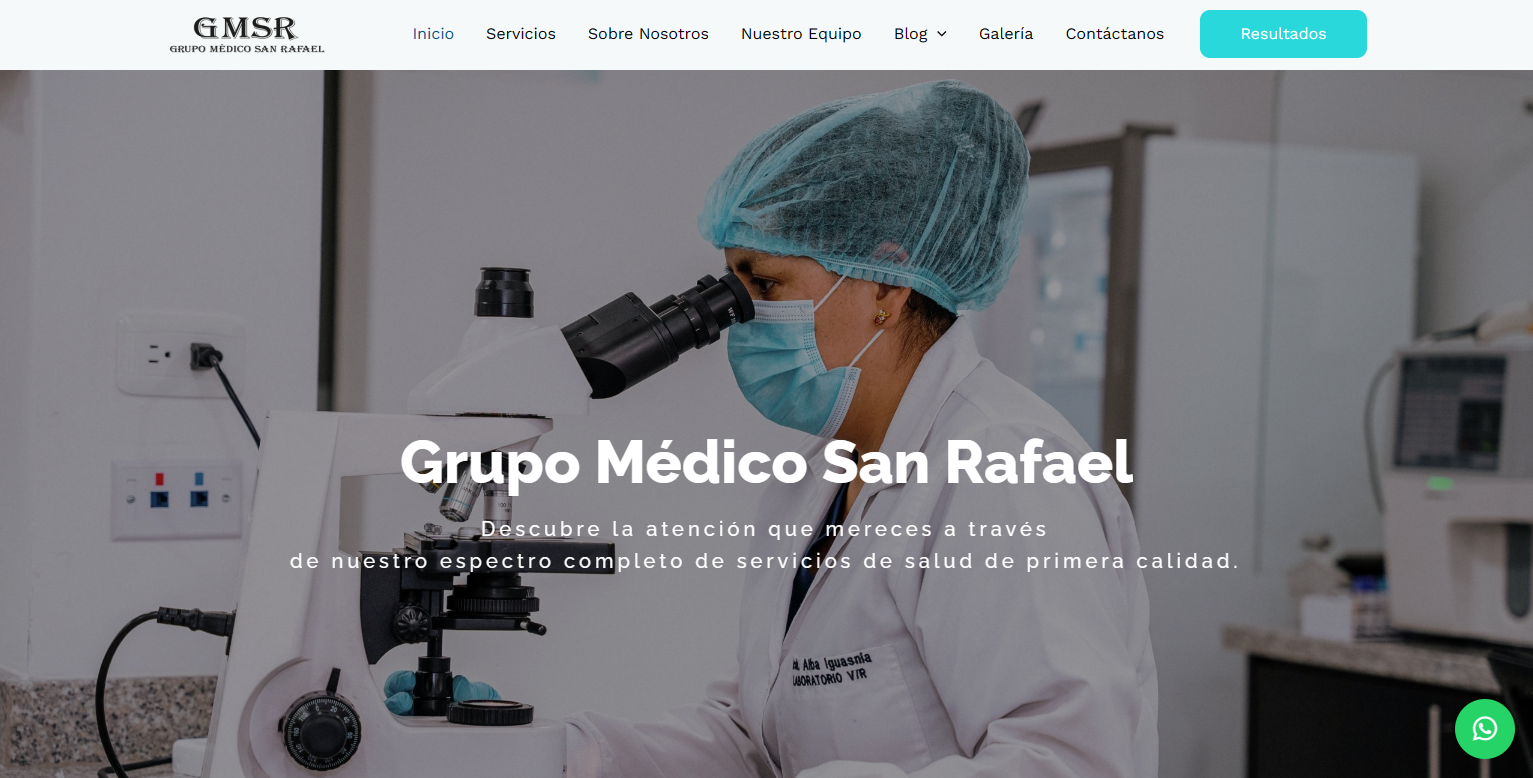 GMSR
GRUPO MÉDICO SAN RAFAEL
Inicio
Servicios
Sobre Nosotros
Nuestro Equipo
Blog
Galería
Contáctanos
Resultados
Grupo Médico San Rafael
Descubre la atención que mereces a través
de nuestro espectro completo de servicios de salud de primera calidad.
Alba Iguasnia
LABORATORIO V/R